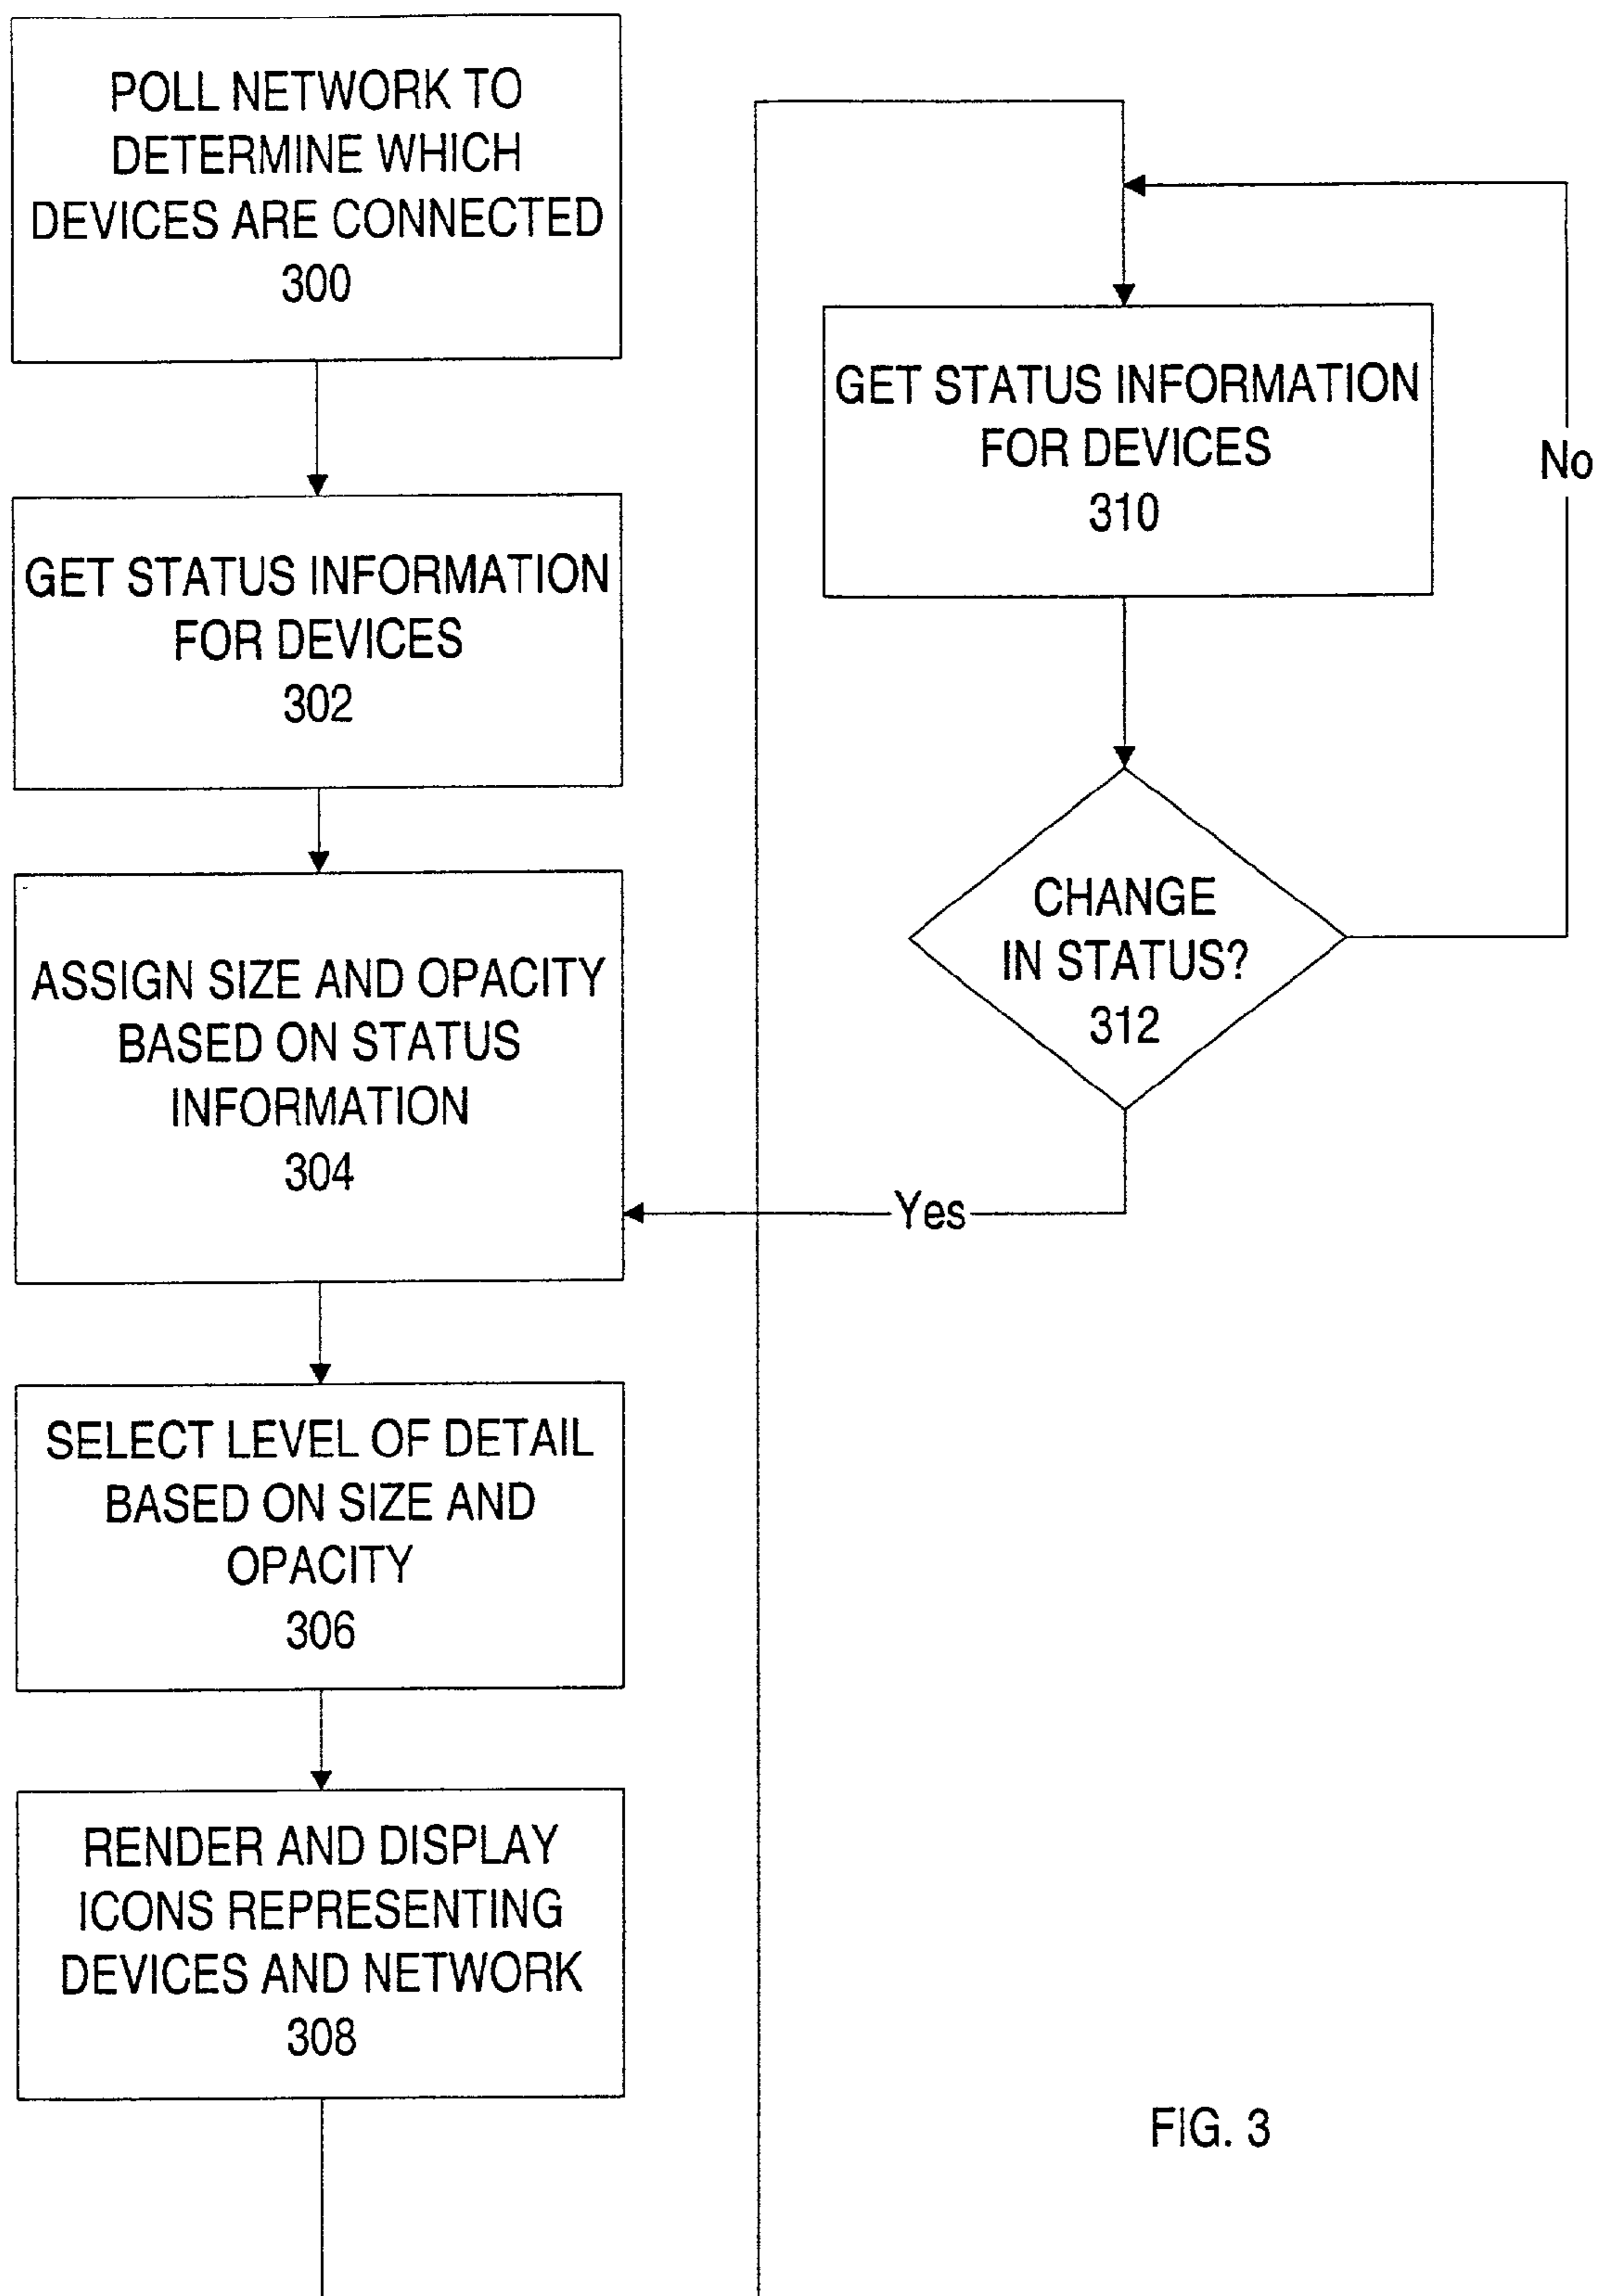 POLL NETWORK TO
DETERMINE WHICH
DEVICES ARE CONNECTED
300
GET STATUS INFORMATION
FOR DEVICES
302
ASSIGN SIZE AND OPACITY
BASED ON STATUS
INFORMATION
304
SELECT LEVEL OF DETAIL
BASED ON SIZE AND
OPACITY
306
RENDER AND DISPLAY
ICONS REPRESENTING
DEVICES AND NETWORK
308
GET STATUS INFORMATION
FOR DEVICES
310
No
CHANGE
IN STATUS?
312
Yes
FIG. 3